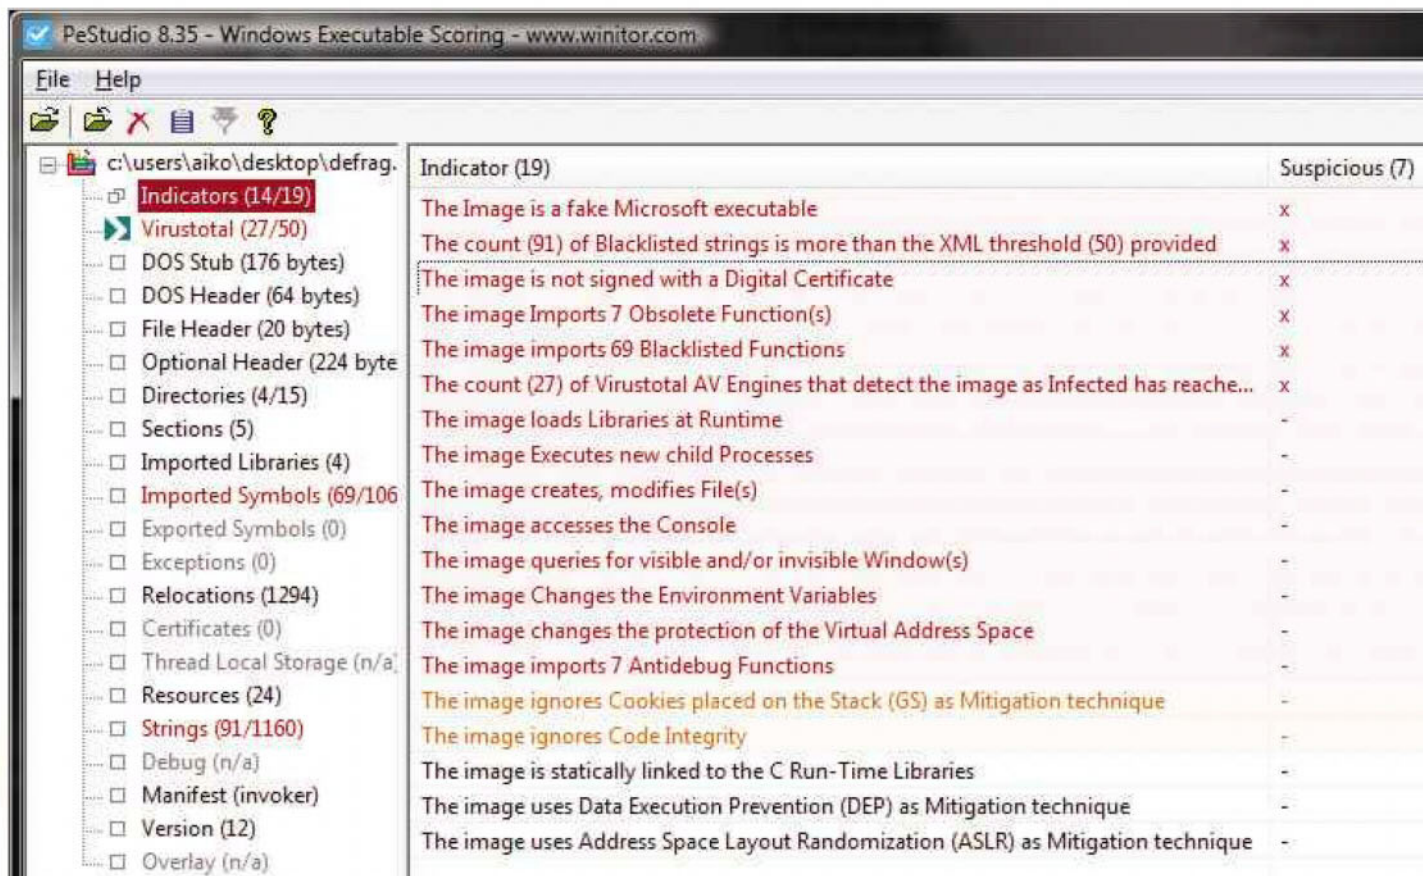 PeStudio 8.35 - Windows Executable Scoring - www.winitor.com
File Help
c:\users\aiko\desktop\defrag.
Indicators (14/19)
Virustotal (27/50)
DOS Stub (176 bytes)
DOS Header (64 bytes)
File Header (20 bytes)
Optional Header (224 byte
Directories (4/15)
Sections (5)
Imported Libraries (4)
Imported Symbols (69/106
Exported Symbols (0)
Exceptions (0)
Relocations (1294)
Certificates (0)
Thread Local Storage (n/a)
Resources (24)
Strings (91/1160)
Debug (n/a)
Manifest (invoker)
Version (12)
Overlay (n/a)
Indicator (19) Suspicious (7)
The Image is a fake Microsoft executable x
The count (91) of Blacklisted strings is more than the XML threshold (50) provided x
The image is not signed with a Digital Certificate x
The image Imports 7 Obsolete Function(s) x
The image imports 69 Blacklisted Functions x
The count (27) of Virustotal AV Engines that detect the image as Infected has reache... x
The image loads Libraries at Runtime -
The image Executes new child Processes -
The image creates, modifies File(s) -
The image accesses the Console -
The image queries for visible and/or invisible Window(s) -
The image Changes the Environment Variables -
The image changes the protection of the Virtual Address Space -
The image imports 7 Antidebug Functions -
The image ignores Cookies placed on the Stack (GS) as Mitigation technique -
The image ignores Code Integrity -
The image is statically linked to the C Run-Time Libraries -
The image uses Data Execution Prevention (DEP) as Mitigation technique -
The image uses Address Space Layout Randomization (ASLR) as Mitigation technique -